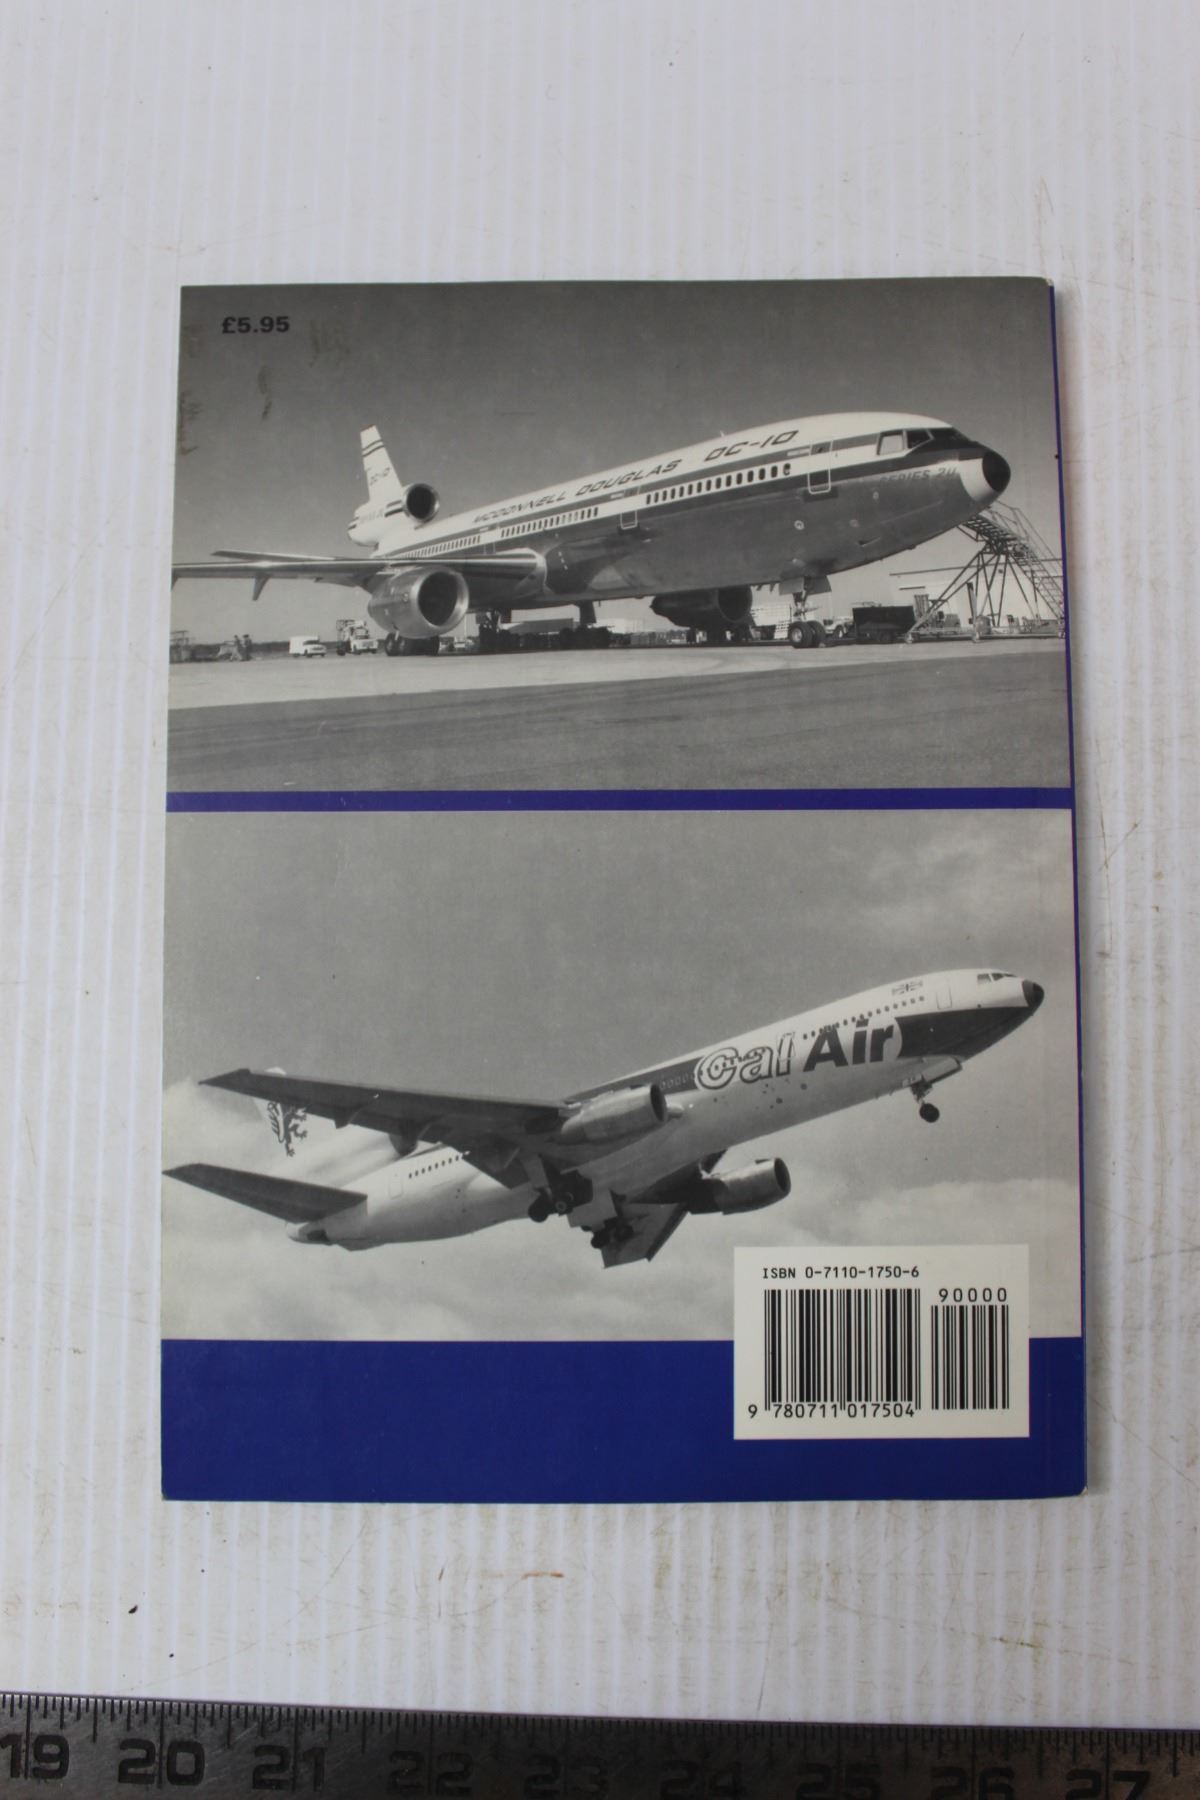 £5.95
McDONNELL DOUGLAS DC-10
SERIES 20
DC-10
Cal Air
ISBN 0-7110-1750-6
90000
9 780711 017504
19 20 21 22 23 24 25 26 27